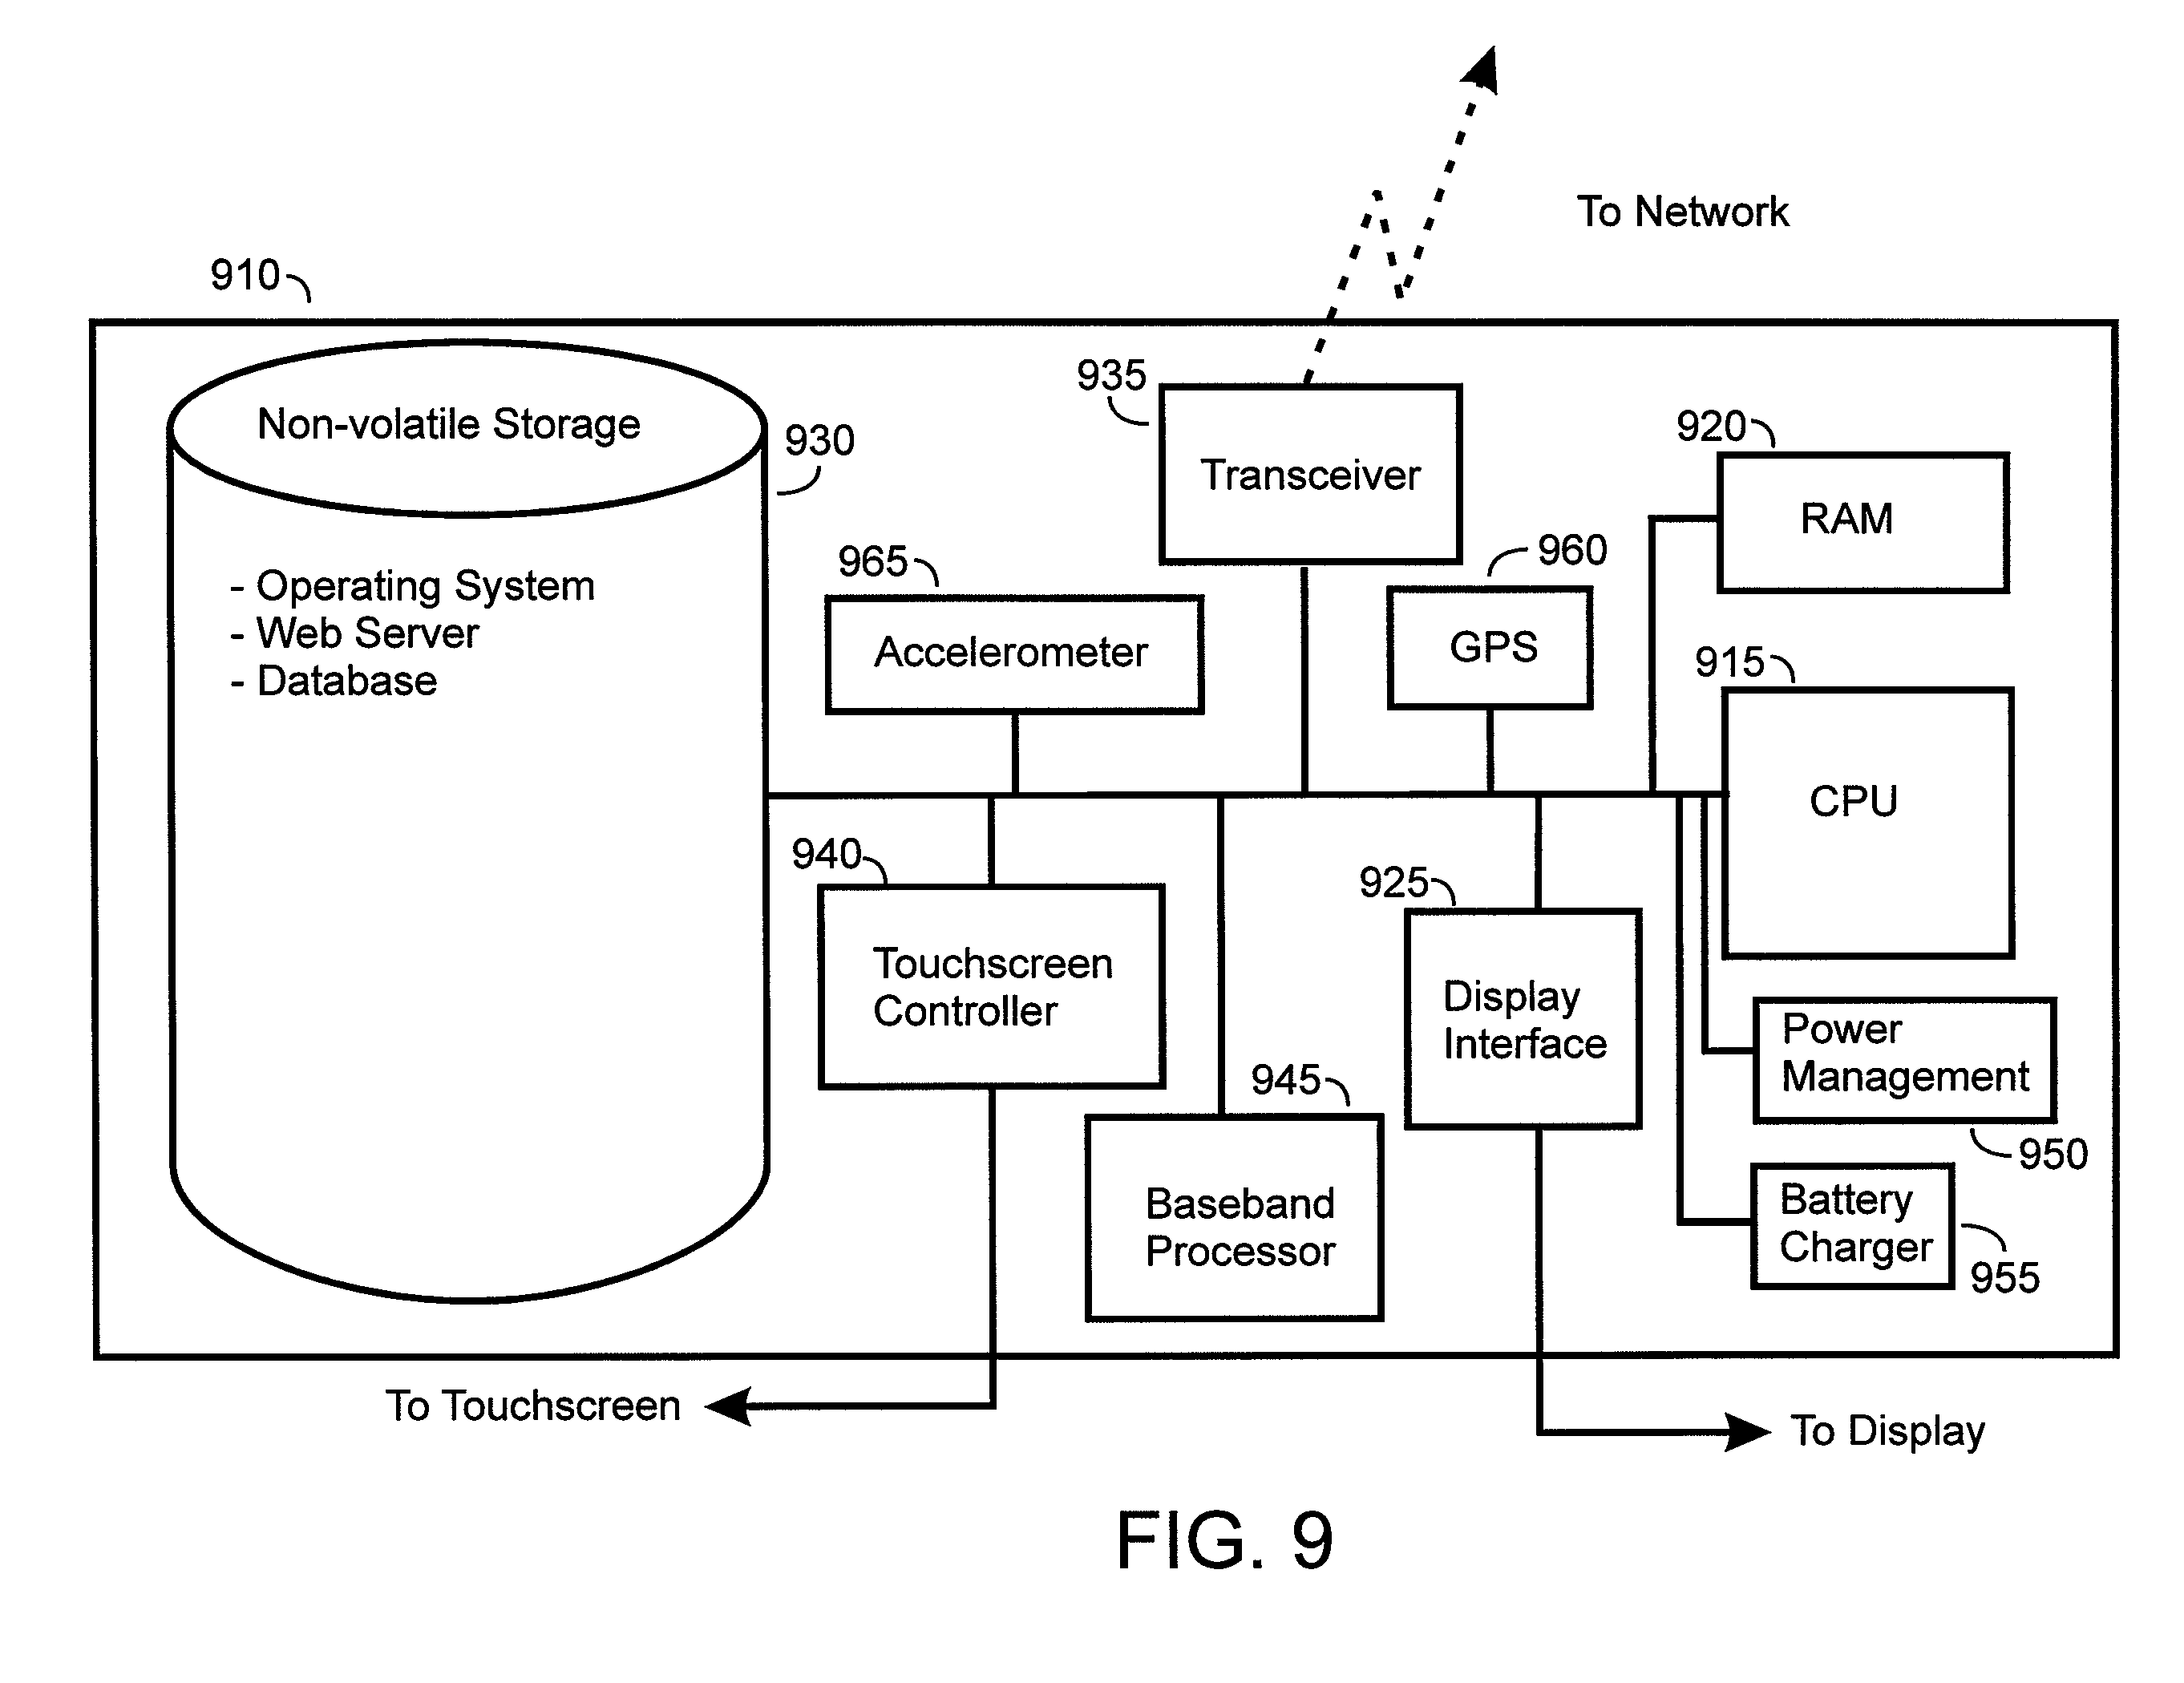 To Network
910
Non-volatile Storage
930
- Operating System
- Web Server
- Database
935
Transceiver
920
RAM
965
Accelerometer
960
GPS
915
CPU
940
Touchscreen
Controller
925
Display
Interface
945
Baseband
Processor
Power
Management
950
Battery
Charger
955
To Touchscreen
To Display
FIG. 9